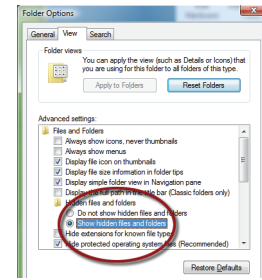 Folder Options
General View Search
Folder views
You can apply the view (such as Details or Icons) that
you are using for this folder to all folders of this type.
Apply to Folders Reset Folders
Advanced settings:
Files and Folders
Always show icons, never thumbnails
Always show menus
Display file icon on thumbnails
Display file size information in folder tips
Display simple folder view in Navigation pane
Display the full path in the title bar (Classic folders only)
Hidden files and folders
Do not show hidden files and folders
Show hidden files and folders
Hide extensions for known file types
Hide protected operating system files (Recommended)
Restore Defaults